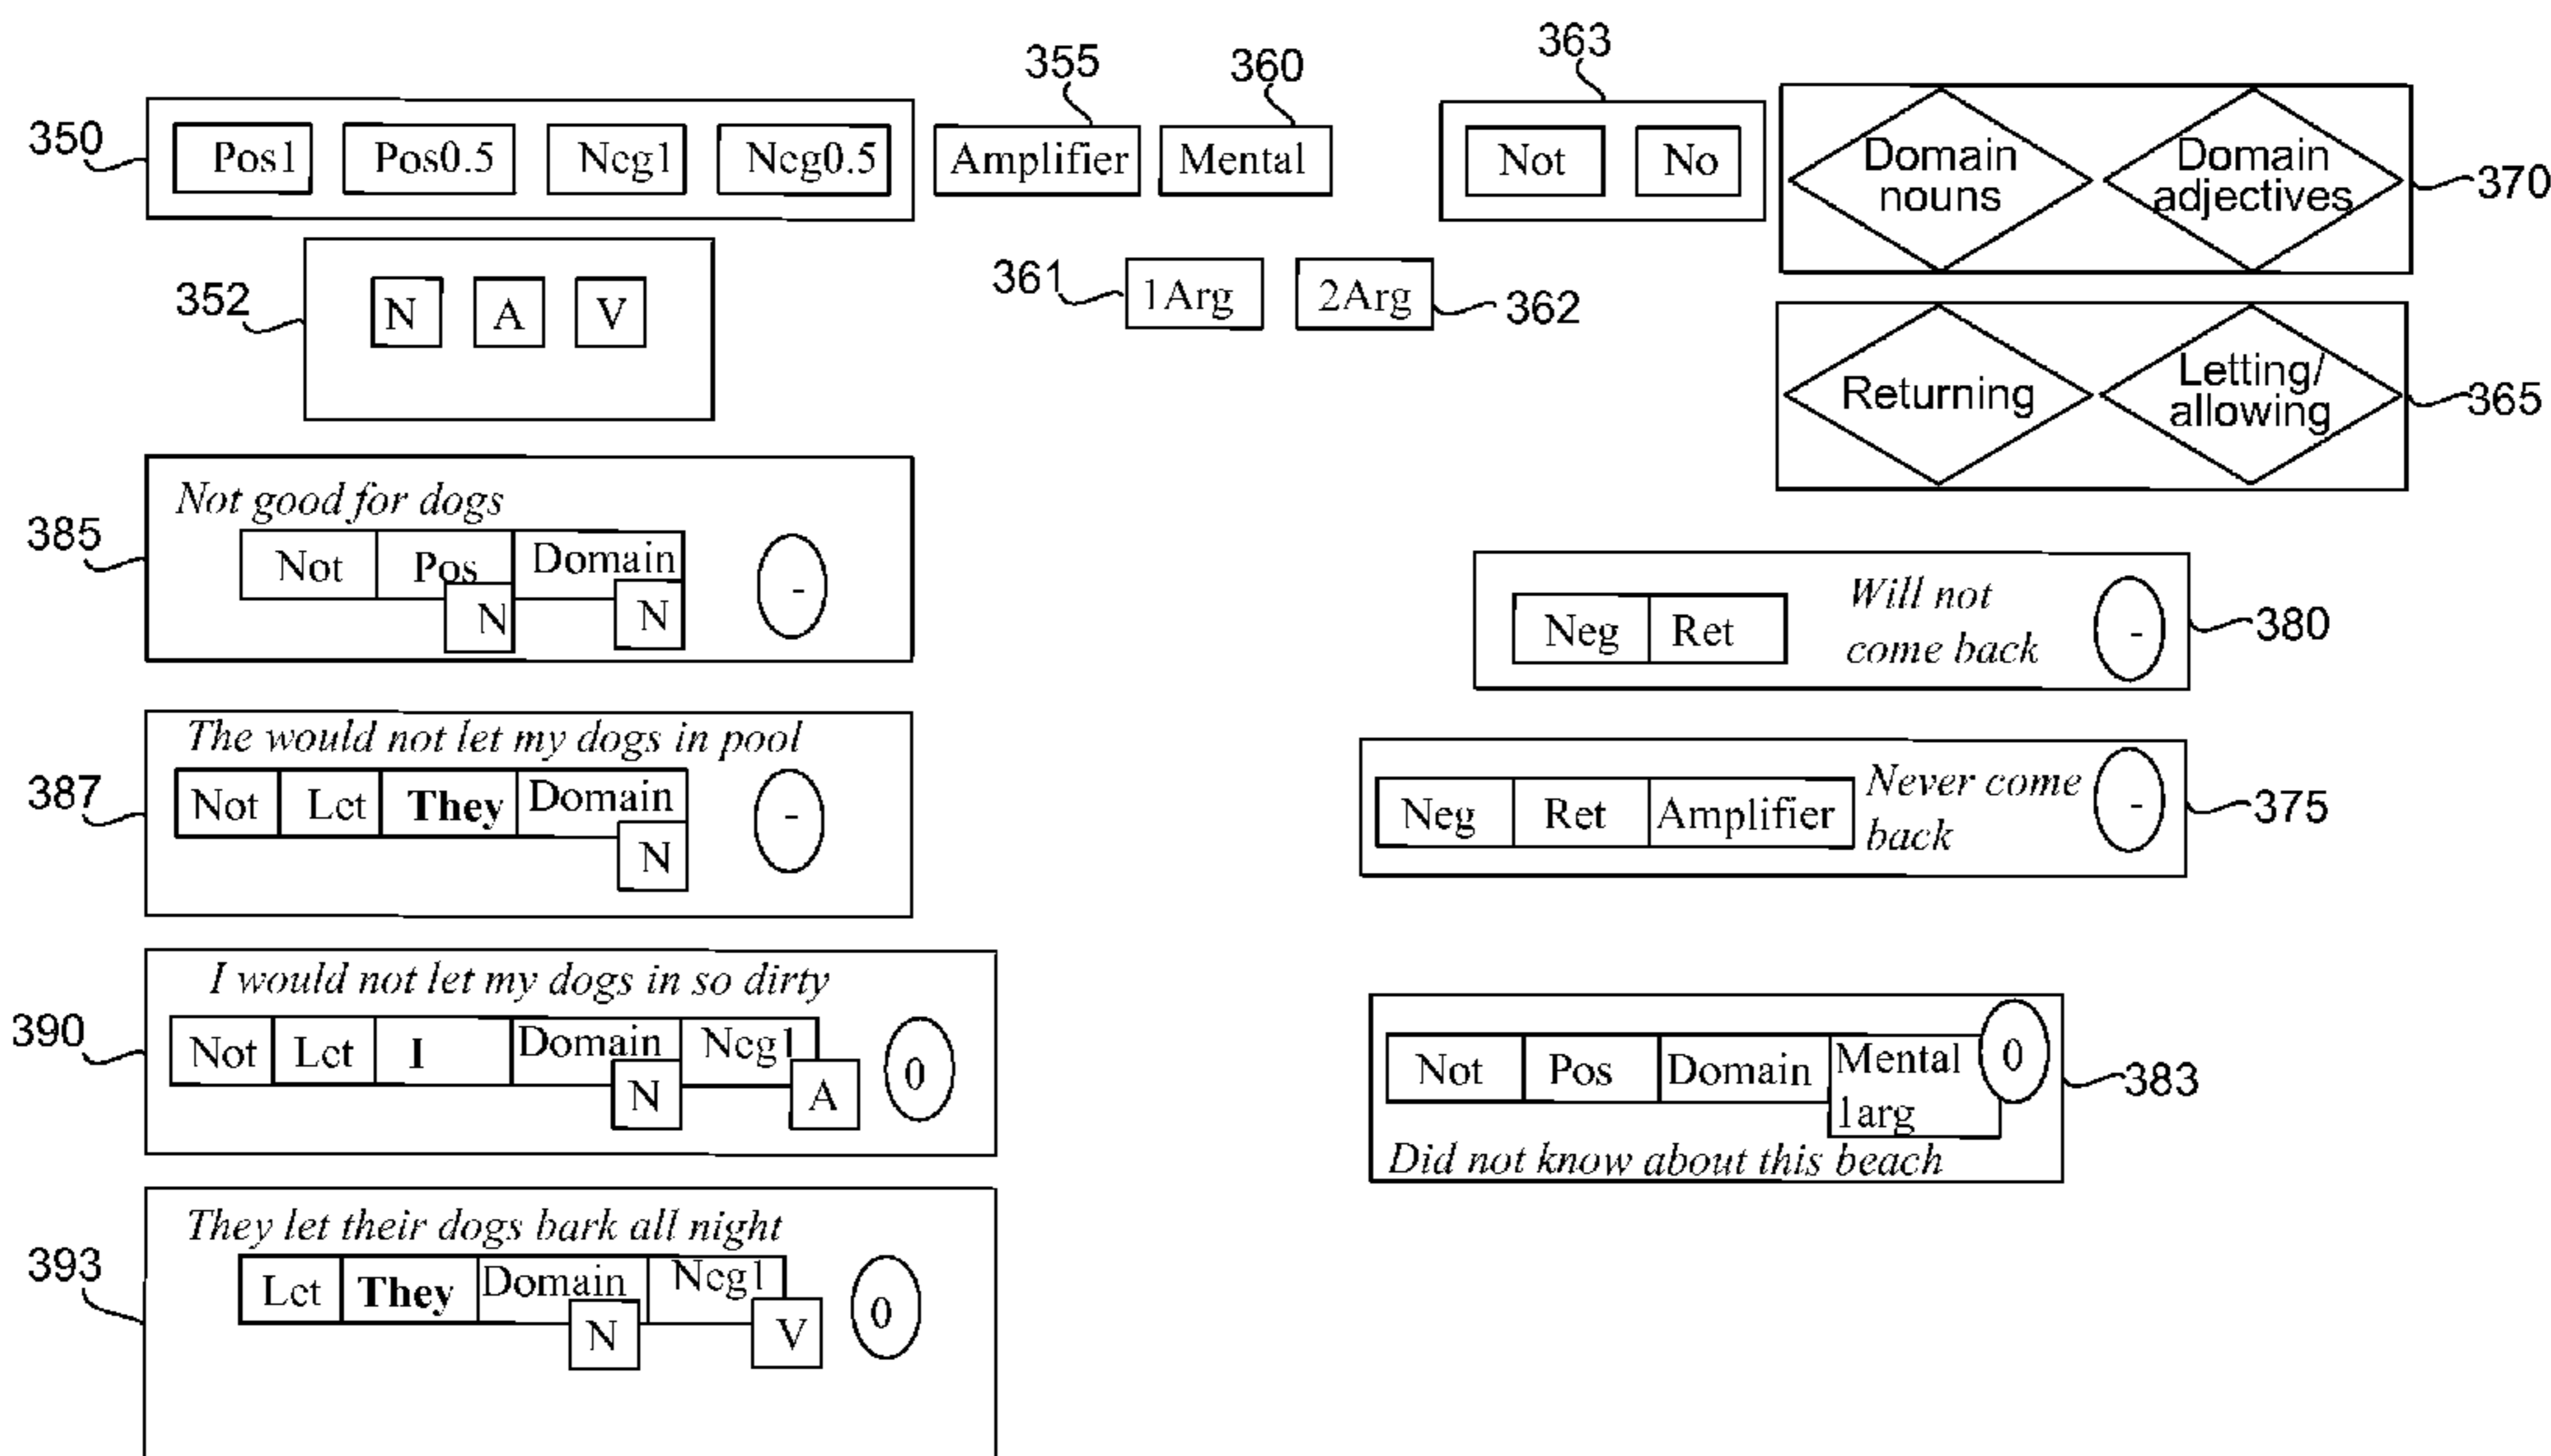 355
360
363
350
Pos1
Pos0.5
Neg1
Neg0.5
Amplifier
Mental
Not
No
Domain
nouns
Domain
adjectives
370
352
N
A
V
361
1Arg
2Arg
362
Returning
Letting/
allowing
365
385
Not good for dogs
Not
Pos
Domain
N
N
-
Neg
Ret
Will not
come back
-
380
387
The would not let my dogs in pool
Not
Let
They
Domain
N
-
Neg
Ret
Amplifier
Never come
back
-
375
390
I would not let my dogs in so dirty
Not
Let
I
Domain
Neg1
N
A
0
Not
Pos
Domain
Mental
1arg
0
Did not know about this beach
383
393
They let their dogs bark all night
Let
They
Domain
Neg1
N
V
0